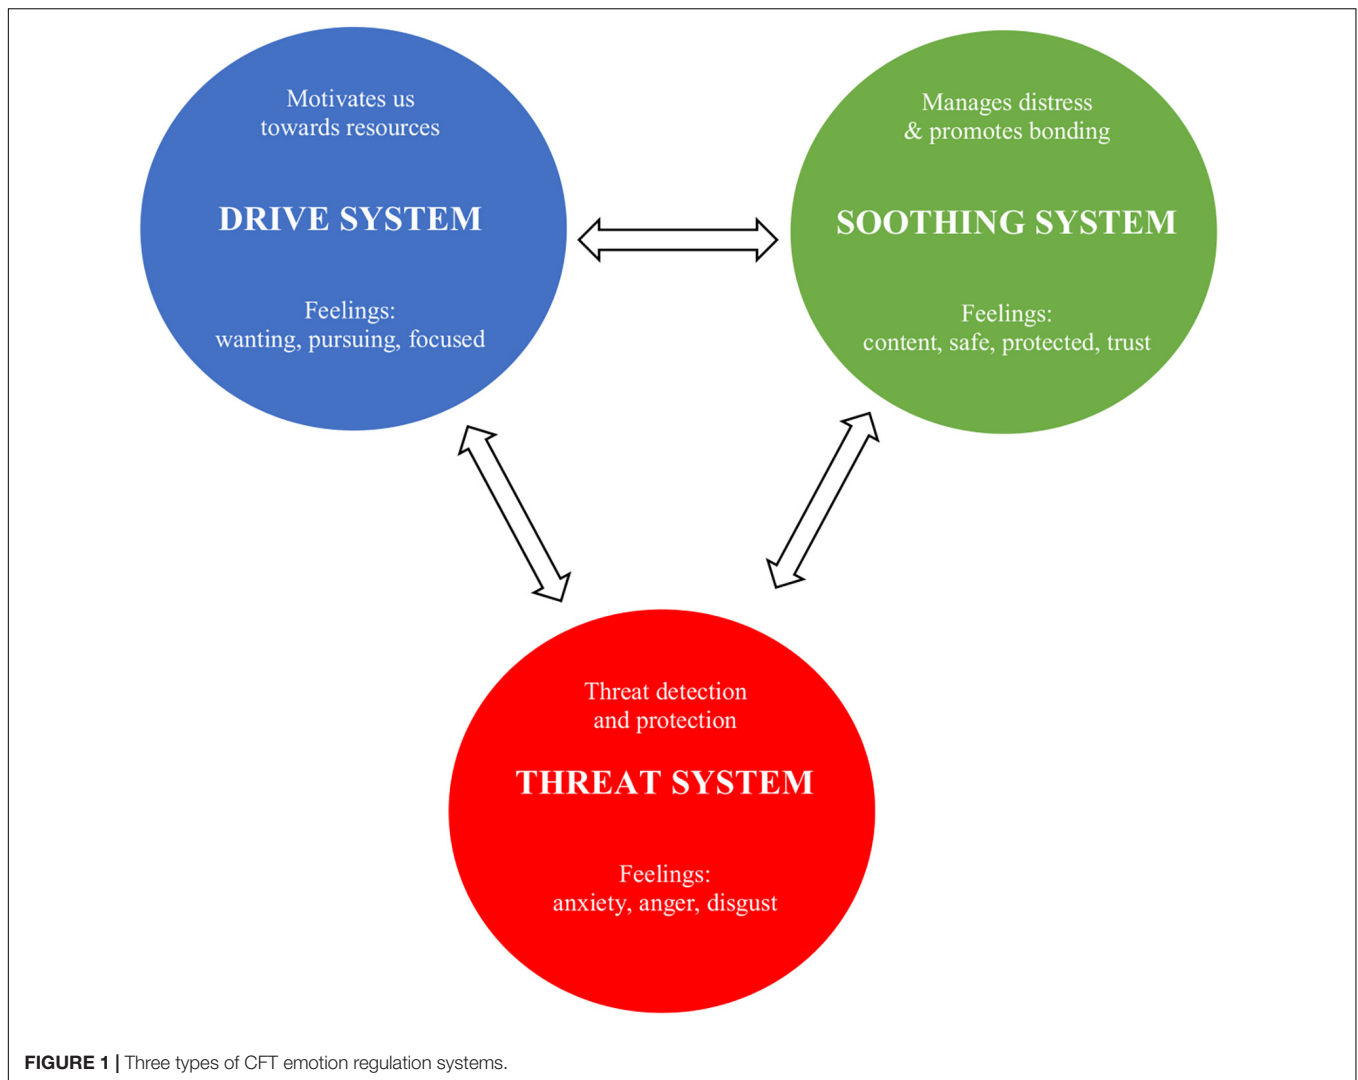 Motivates us
towards resources
DRIVE SYSTEM
Feelings:
wanting, pursuing, focused
Manages distress
& promotes bonding
SOOTHING SYSTEM
Feelings:
content, safe, protected, trust
Threat detection
and protection
THREAT SYSTEM
Feelings:
anxiety, anger, disgust
FIGURE 1 | Three types of CFT emotion regulation systems.